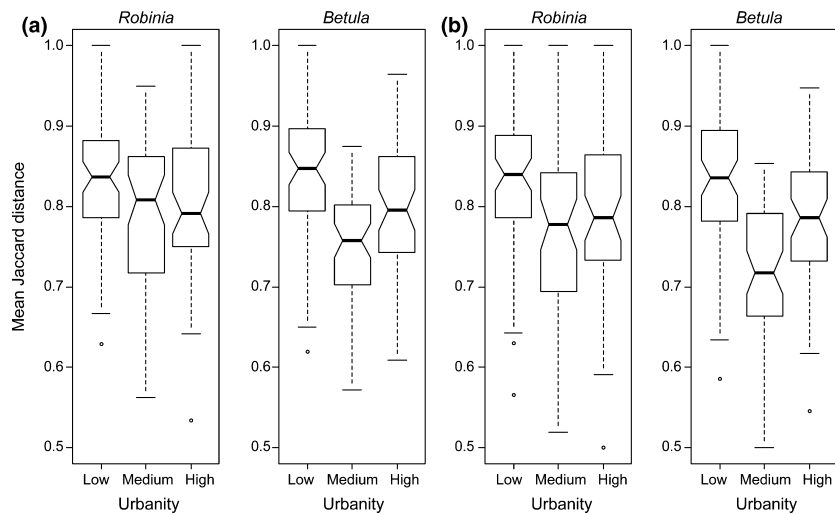 (a) Robinia Betula (b) Robinia Betula
Mean Jaccard distance
1.0 1.0 1.0 1.0
0.9 0.9 0.9 0.9
0.8 0.8 0.8 0.8
0.7 0.7 0.7 0.7
0.6 0.6 0.6 0.6
0.5 0.5 0.5 0.5
Low Medium High Low Medium High Low Medium High Low Medium High
Urbanity Urbanity Urbanity Urbanity